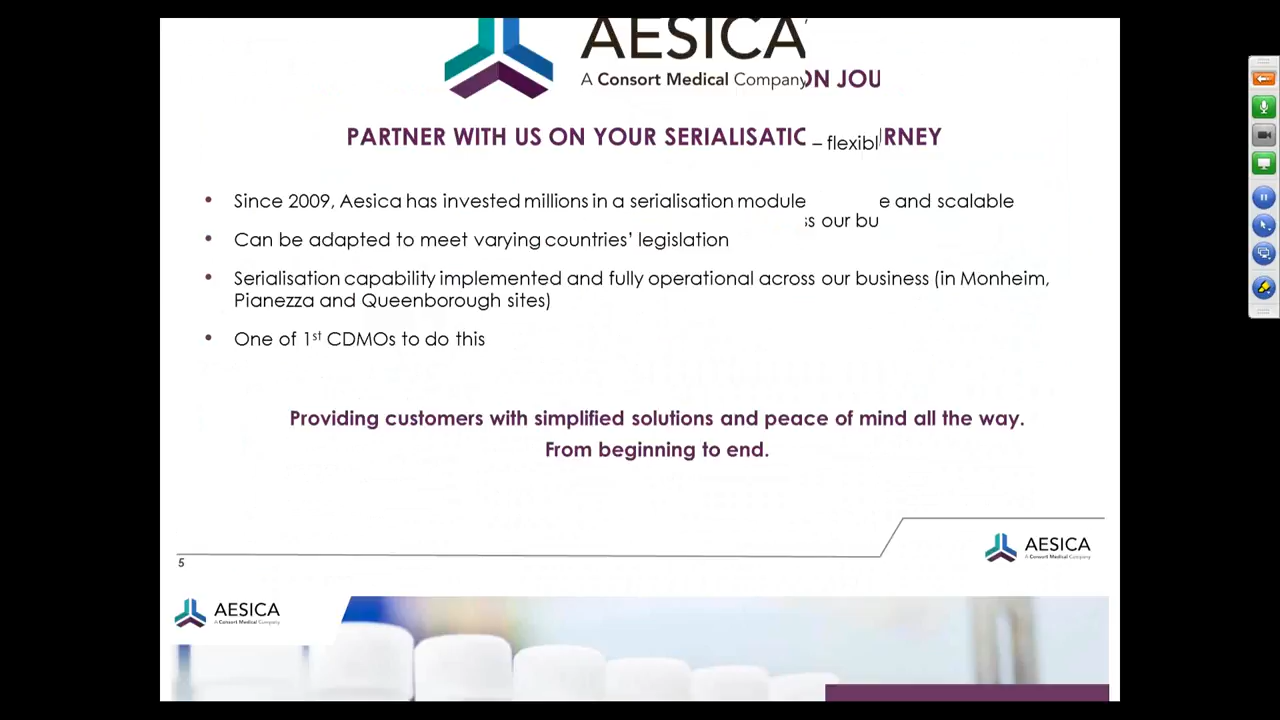 AESICA
A Consort Medical Company
ON JOU
PARTNER WITH US ON YOUR SERIALISATIC RNEY
– flexibl
Since 2009, Aesica has invested millions in a serialisation module e and scalable
ss our bu
Can be adapted to meet varying countries’ legislation
Serialisation capability implemented and fully operational across our business (in Monheim,
Pianezza and Queenborough sites)
One of 1st CDMOs to do this
Providing customers with simplified solutions and peace of mind all the way.
From beginning to end.
AESICA
A Consort Medical Company
5
AESICA
A Consort Medical Company